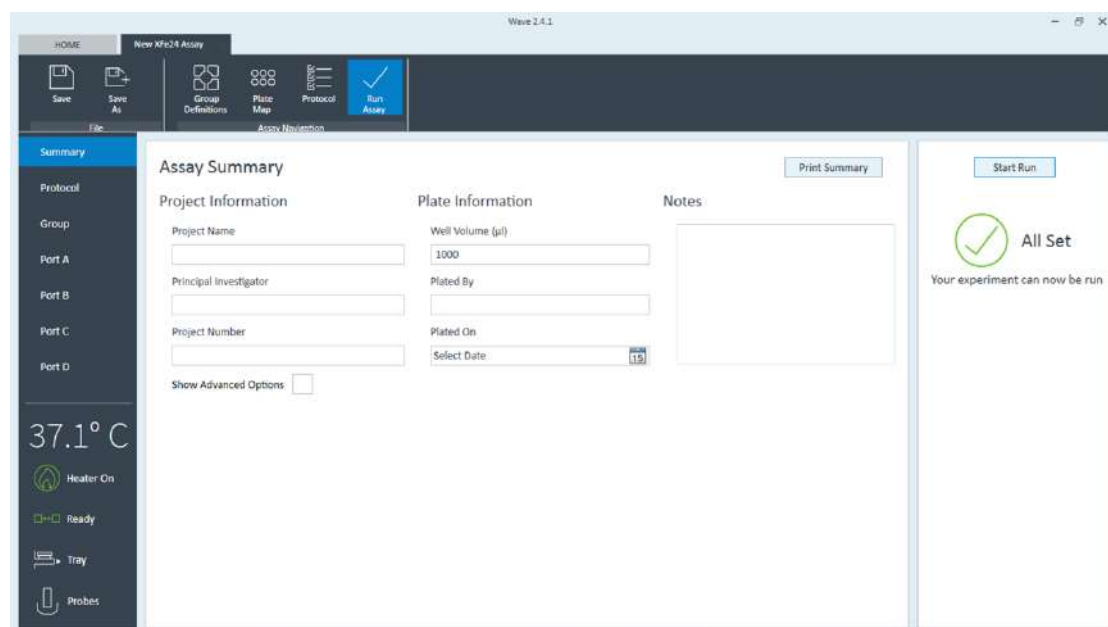 Wave 2.4.1
HOME
New XFe24 Assay
Save
Save As
Group Definitions
Plate Map
Protocol
Run Assay
File
Assay Navigation
Summary
Protocol
Group
Port A
Port B
Port C
Port D
37.1° C
Heater On
Ready
Tray
Probes
Assay Summary
Print Summary
Project Information
Project Name
Principal Investigator
Project Number
Show Advanced Options
Plate Information
Well Volume (µl)
1000
Plated By
Plated On
Select Date
15
Notes
Start Run
All Set
Your experiment can now be run